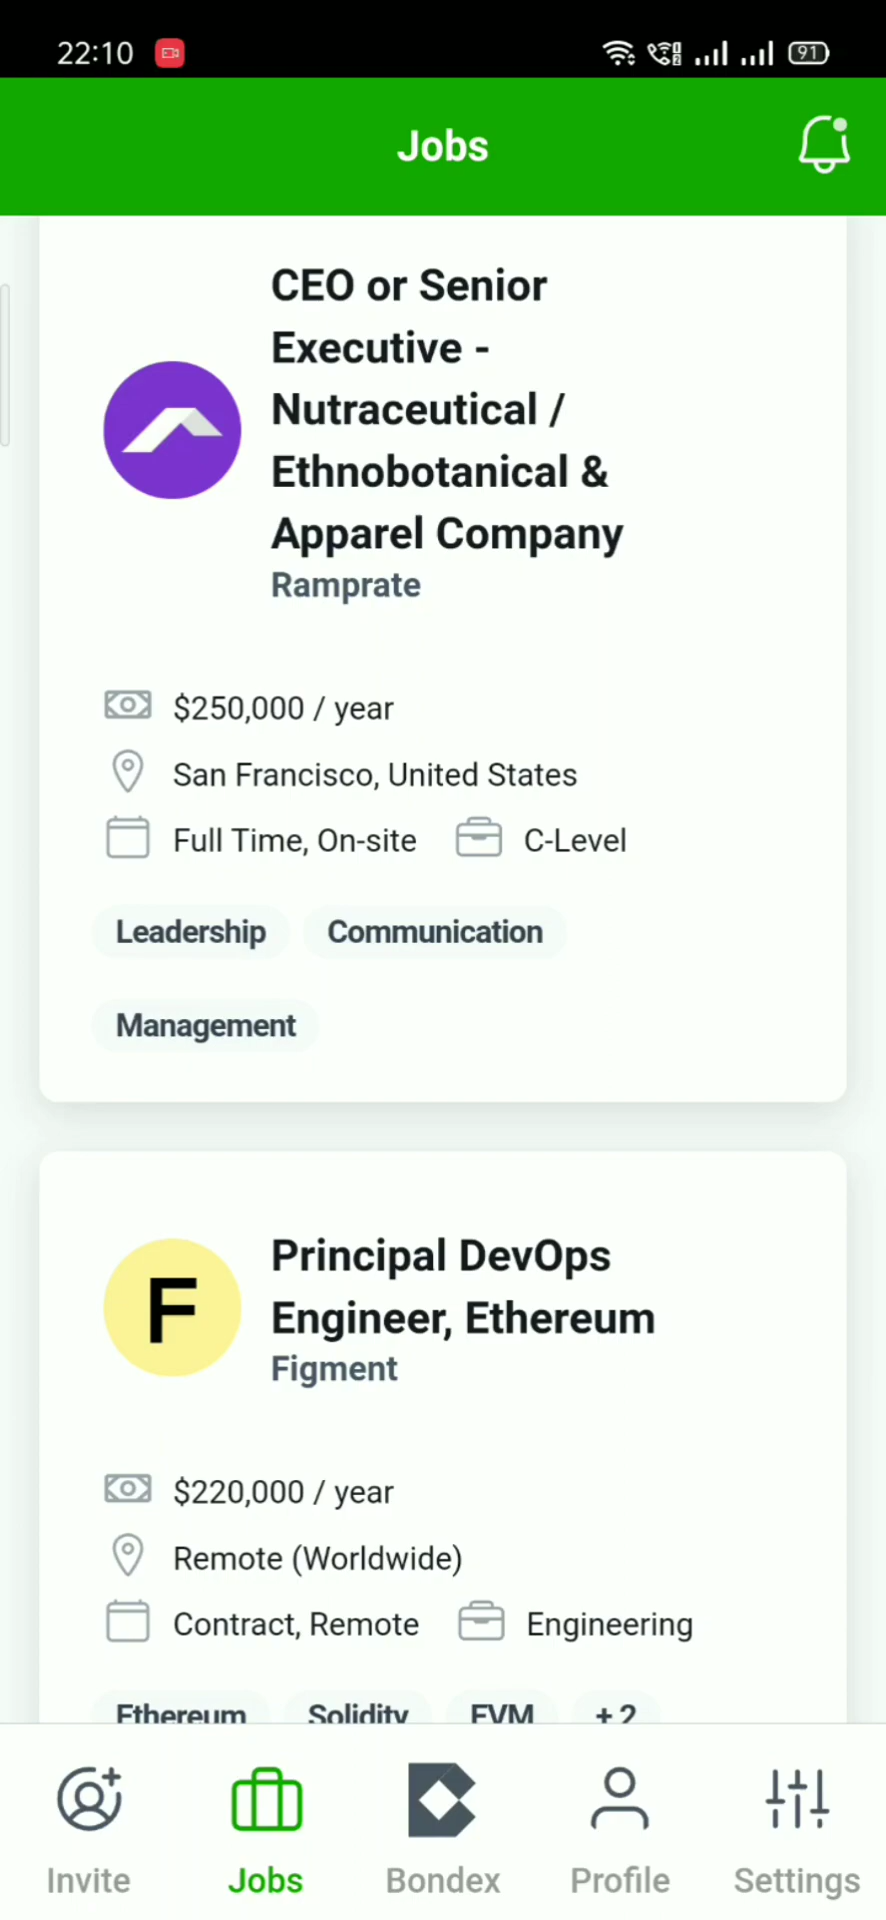 22:10
91
Jobs
CEO or Senior
Executive -
Nutraceutical /
Ethnobotanical &
Apparel Company
Ramprate
$250,000 / year
San Francisco, United States
Full Time, On-site C-Level
Leadership Communication
Management
F
Principal DevOps
Engineer, Ethereum
Figment
$220,000 / year
Remote (Worldwide)
Contract, Remote Engineering
Ethereum Solidity EVM + 2
Invite Jobs Bondex Profile Settings